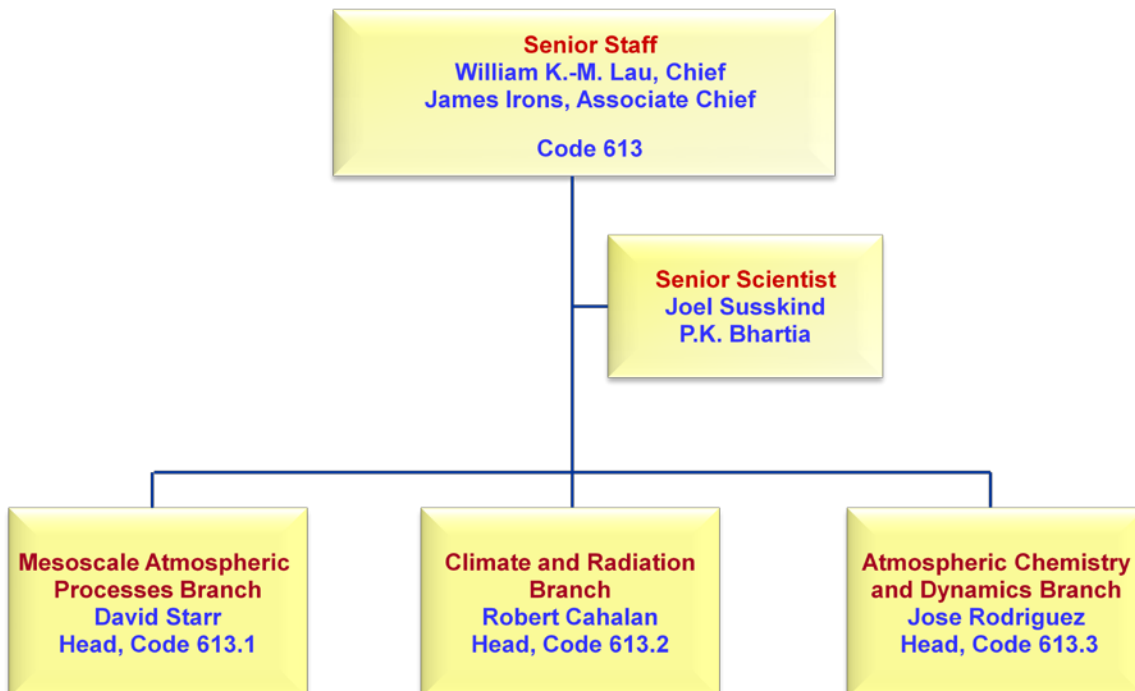 Senior Staff
William K.-M. Lau, Chief
James Irons, Associate Chief
Code 613
Senior Scientist
Joel Susskind
P.K. Bhartia
Mesoscale Atmospheric
Processes Branch
David Starr
Head, Code 613.1
Climate and Radiation
Branch
Robert Cahalan
Head, Code 613.2
Atmospheric Chemistry
and Dynamics Branch
Jose Rodriguez
Head, Code 613.3